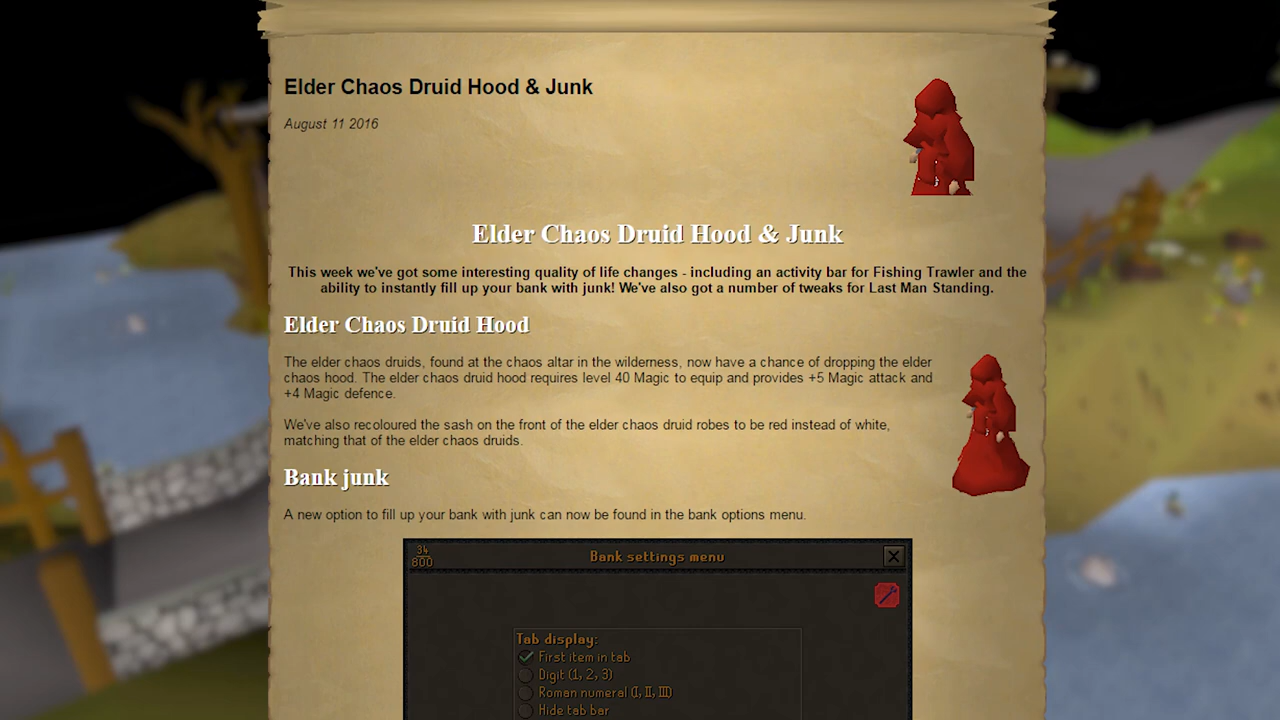 Elder Chaos Druid Hood & Junk
August 11 2016
Elder Chaos Druid Hood & Junk
This week we've got some interesting quality of life changes - including an activity bar for Fishing Trawler and the
ability to instantly fill up your bank with junk! We've also got a number of tweaks for Last Man Standing.
Elder Chaos Druid Hood
The elder chaos druids, found at the chaos altar in the wilderness, now have a chance of dropping the elder
chaos hood. The elder chaos druid hood requires level 40 Magic to equip and provides +5 Magic attack and
+4 Magic defence.
We've also recoloured the sash on the front of the elder chaos druid robes to be red instead of white,
matching that of the elder chaos druids.
Bank junk
A new option to fill up your bank with junk can now be found in the bank options menu.
34
800
Bank settings menu
Tab display:
First item in tab
Digit (1, 2, 3)
Roman numeral (I, II, III)
Hide tab bar